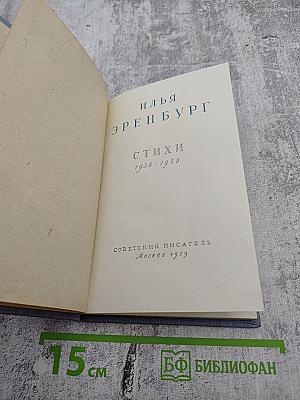 ИЛЬЯ
ЭРЕНБУРГ
СТИХИ
1938-1958
СОВЕТСКИЙ ПИСАТЕЛЬ
Москва 1959
15 см
БФ БИБЛИОФАН